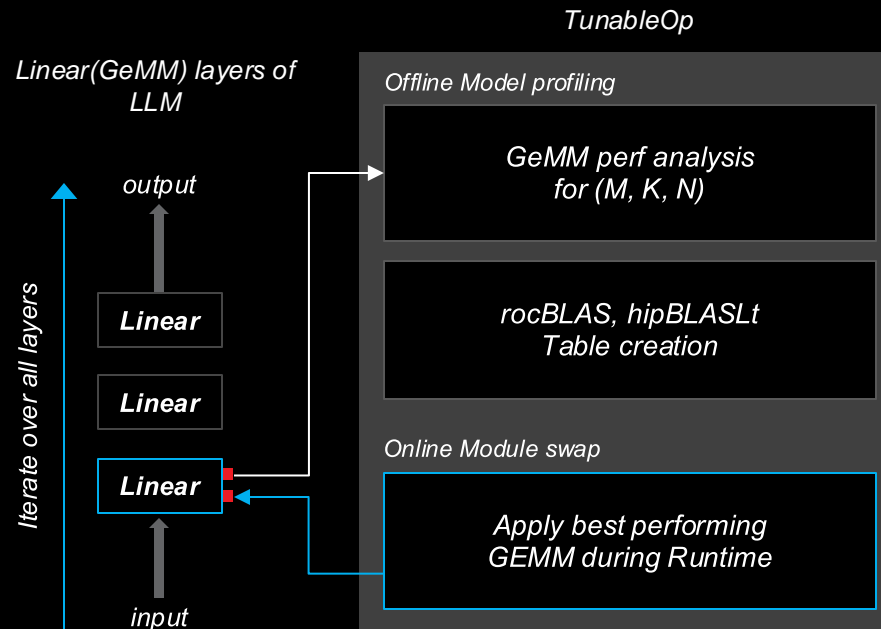 TunableOp
Linear(GeMM) layers of
LLM
Offline Model profiling
GeMM perf analysis
for (M, K, N)
output
rocBLAS, hipBLASLt
Table creation
Iterate over all layers
Linear
Linear
Linear
input
Online Module swap
Apply best performing
GEMM during Runtime